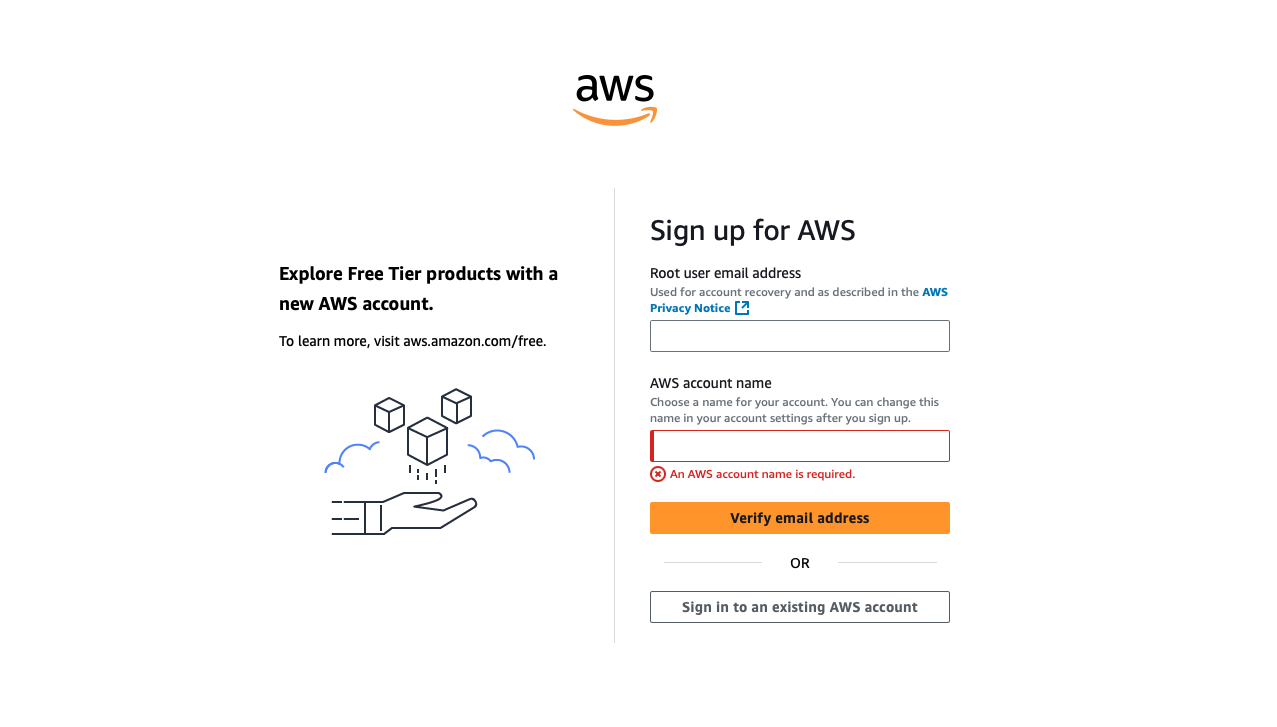 aws
Explore Free Tier products with a
new AWS account.
To learn more, visit aws.amazon.com/free.
Sign up for AWS
Root user email address
Used for account recovery and as described in the AWS
Privacy Notice
AWS account name
Choose a name for your account. You can change this
name in your account settings after you sign up.
An AWS account name is required.
Verify email address
OR
Sign in to an existing AWS account